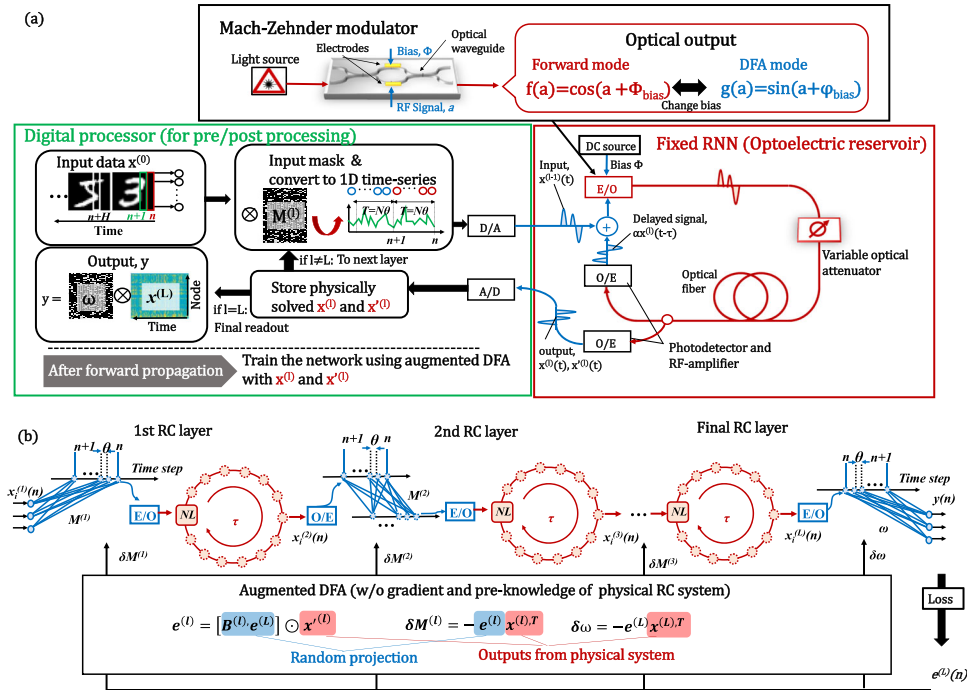 (a)
Mach-Zehnder modulator
Electrodes
Bias, Φ
Optical
waveguide
Light source
RF Signal, a
Optical output
Forward mode
DFA mode
f(a)=cos(a +Φbias)
g(a)=sin(a+φbias)
Change bias
Digital processor (for pre/post processing)
Input data x(0)
n+H
n+1
n
Time
Input mask &
convert to 1D time-series
⊗
M(l)
T=Nθ
T=Nθ
n+1
n
D/A
if l≠L: To next layer
Output, y
y =
ω
⊗
x(L)
Node
Time
if l=L:
Final readout
Store physically
solved x(l) and x'(l)
A/D
After forward propagation
Train the network using augmented DFA
with x(l) and x'(l)
Fixed RNN (Optoelectric reservoir)
DC source
Bias Φ
Input,
x(l-1)(t)
E/O
+
Delayed signal,
αx(l)(t-τ)
O/E
Optical
fiber
Variable optical
attenuator
O/E
output,
x(l)(t), x'(l)(t)
Photodetector and
RF-amplifier
(b)
1st RC layer
2nd RC layer
Final RC layer
n+1
θ
n
Time step
xi(1)(n)
M(1)
E/O
NL
τ
O/E
xi(2)(n)
n+1
θ
n
M(2)
E/O
NL
τ
xi(3)(n)
NL
τ
xi(L)(n)
E/O
n
θ
n+1
Time step
y(n)
ω
δM(1)
δM(2)
δM(3)
δω
Augmented DFA (w/o gradient and pre-knowledge of physical RC system)
e(l) = [B(l),e(L)] ⊙ x'(l)
δM(l) = −e(l)x(l),T
δω = −e(L)x(L),T
Random projection
Outputs from physical system
Loss
e(L)(n)